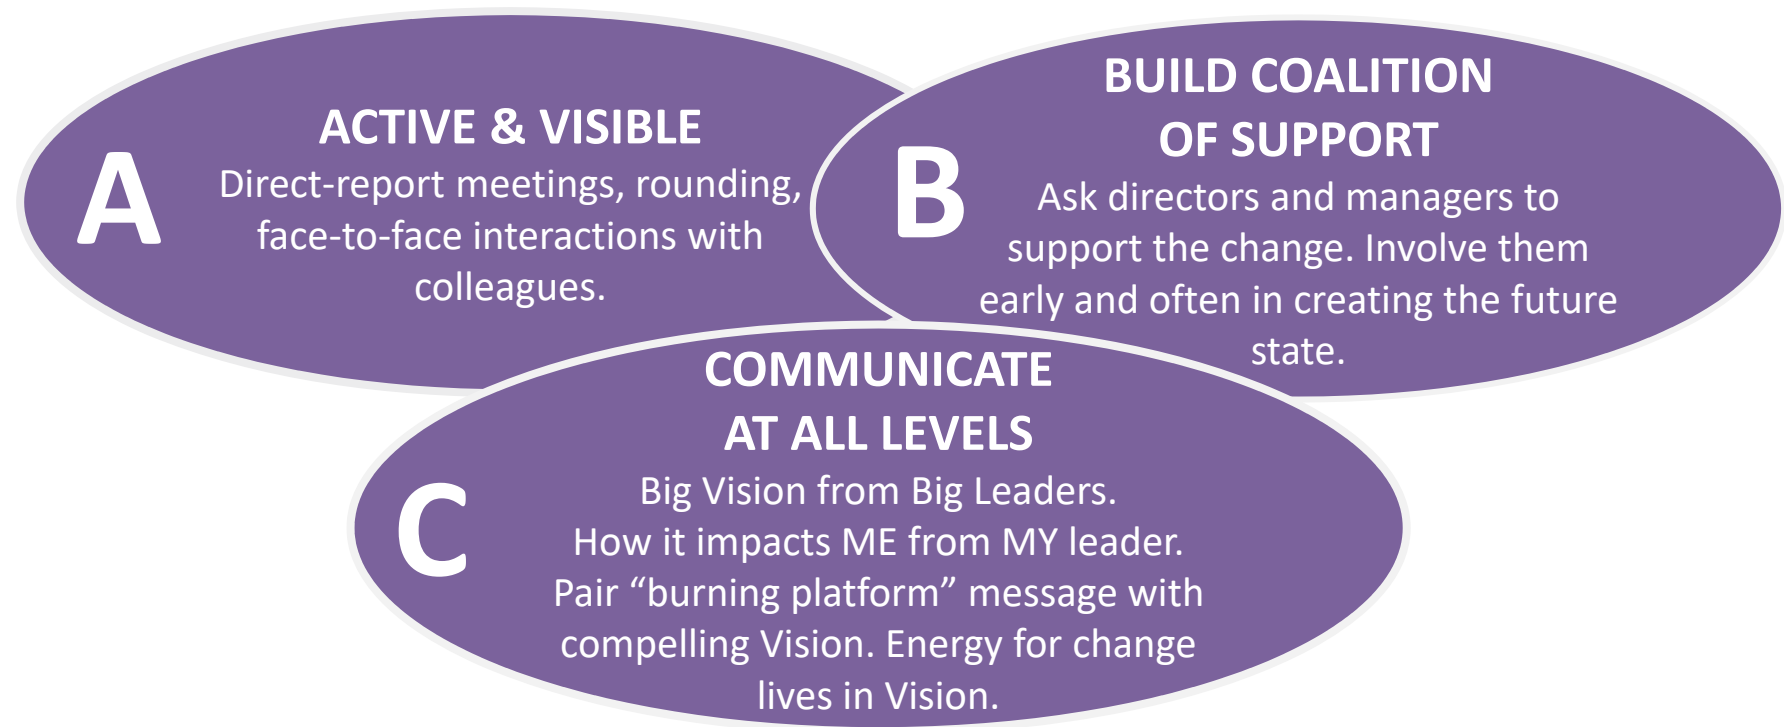 A
ACTIVE & VISIBLE
Direct-report meetings, rounding,
face-to-face interactions with
colleagues.
B
BUILD COALITION
OF SUPPORT
Ask directors and managers to
support the change. Involve them
early and often in creating the future
state.
C
COMMUNICATE
AT ALL LEVELS
Big Vision from Big Leaders.
How it impacts ME from MY leader.
Pair “burning platform” message with
compelling Vision. Energy for change
lives in Vision.